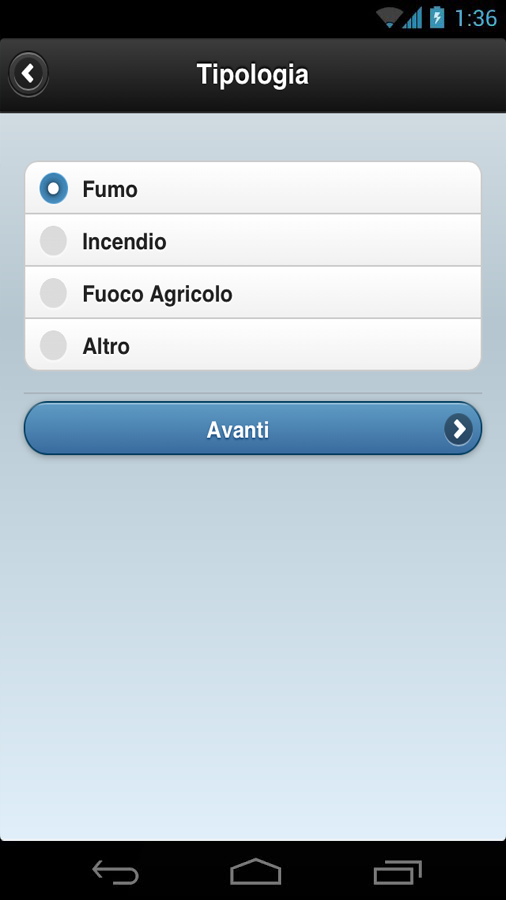 1:36
Tipologia
Fumo
Incendio
Fuoco Agricolo
Altro
Avanti